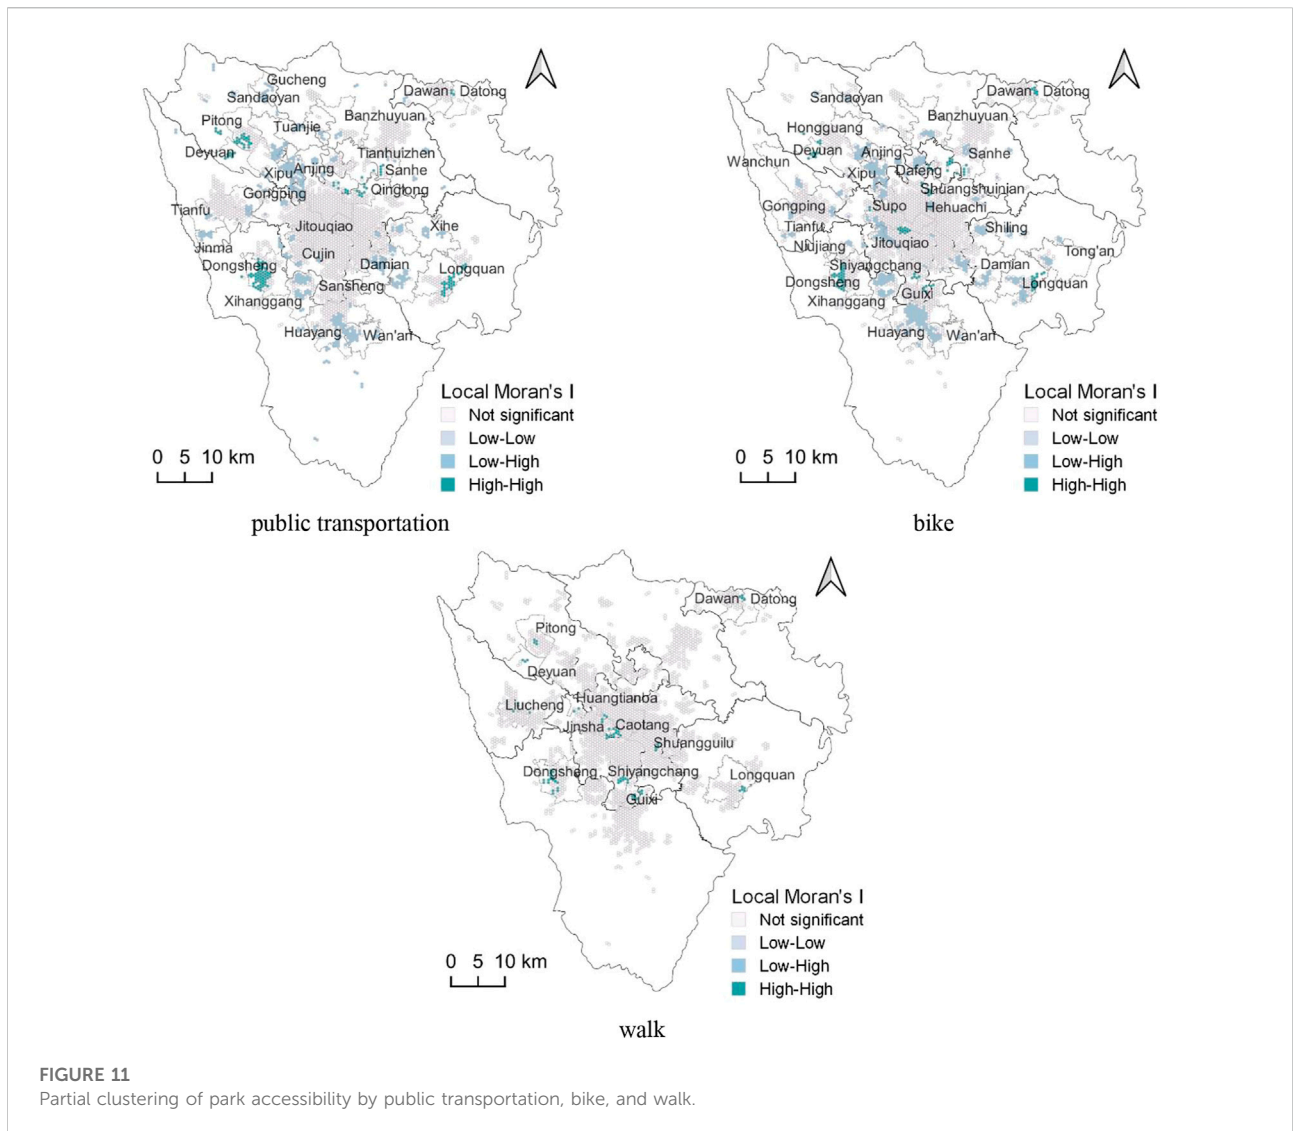 Gucheng
Sandaoyan
Dawan Datong
Pitong
Banzhuyuan
Tuanjie
Deyuan
Tianhuizhen
Xipu Anjing
Sanhe
Gongping
Qinglong
Tianfu
Jitouqiao
Xihe
Jinma
Cujin
Dongsheng
Damian
Longquan
Sansheng
Xihanggang
Huayang
Wan'an
Local Moran's I
Not significant
Low-Low
Low-High
High-High
0 5 10 km
public transportation
Dawan Datong
Sandaoyan
Banzhuyuan
Hongguang
Deyuan
Anjing
Sanhe
Wanchun
Xipu
Dafeng
Shuangshuinian
Gongping
Supo
Hehuachi
Tianfu
Shiling
Nujiang
Jitouqiao
Tong'an
Shiyangchang
Damian
Dongsheng
Longquan
Xihanggang
Guixi
Huayang
Wan'an
Local Moran's I
Not significant
Low-Low
Low-High
High-High
0 5 10 km
bike
Dawan Datong
Pitong
Deyuan
Huangtianba
Liucheng
Jinsha
Caotang
Shuangguilu
Dongsheng
Shiyangchang
Longquan
Guixi
Local Moran's I
Not significant
Low-Low
Low-High
High-High
0 5 10 km
walk
FIGURE 11
Partial clustering of park accessibility by public transportation, bike, and walk.